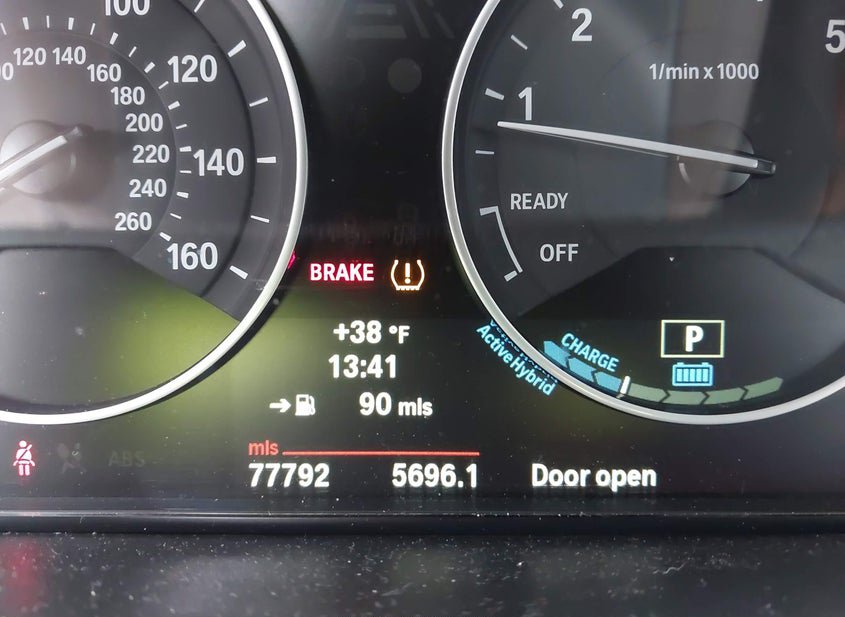 100
120 140
160
180
200
220
240
260
120
140
160
1
2
5
1/min x 1000
READY
OFF
BRAKE
+38 °F
13:41
90 mls
mls
77792 5696.1
Door open
CHARGE
ActiveHybrid
P
ABS